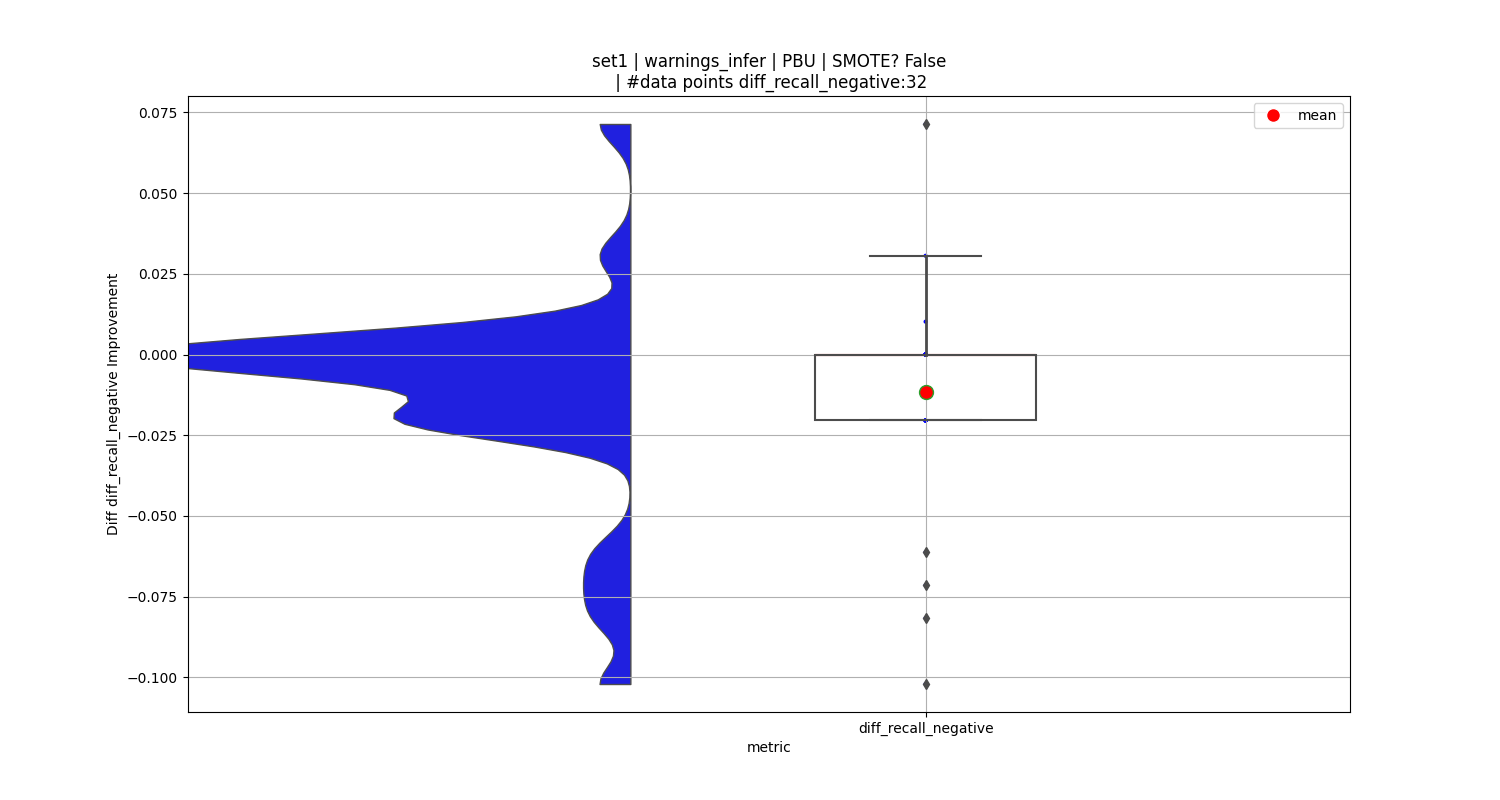 set1 | warnings_infer | PBU | SMOTE? False
| #data points diff_recall_negative:32
mean
0.075
0.050
0.025
0.000
−0.025
−0.050
−0.075
−0.100
Diff diff_recall_negative Improvement
diff_recall_negative
metric